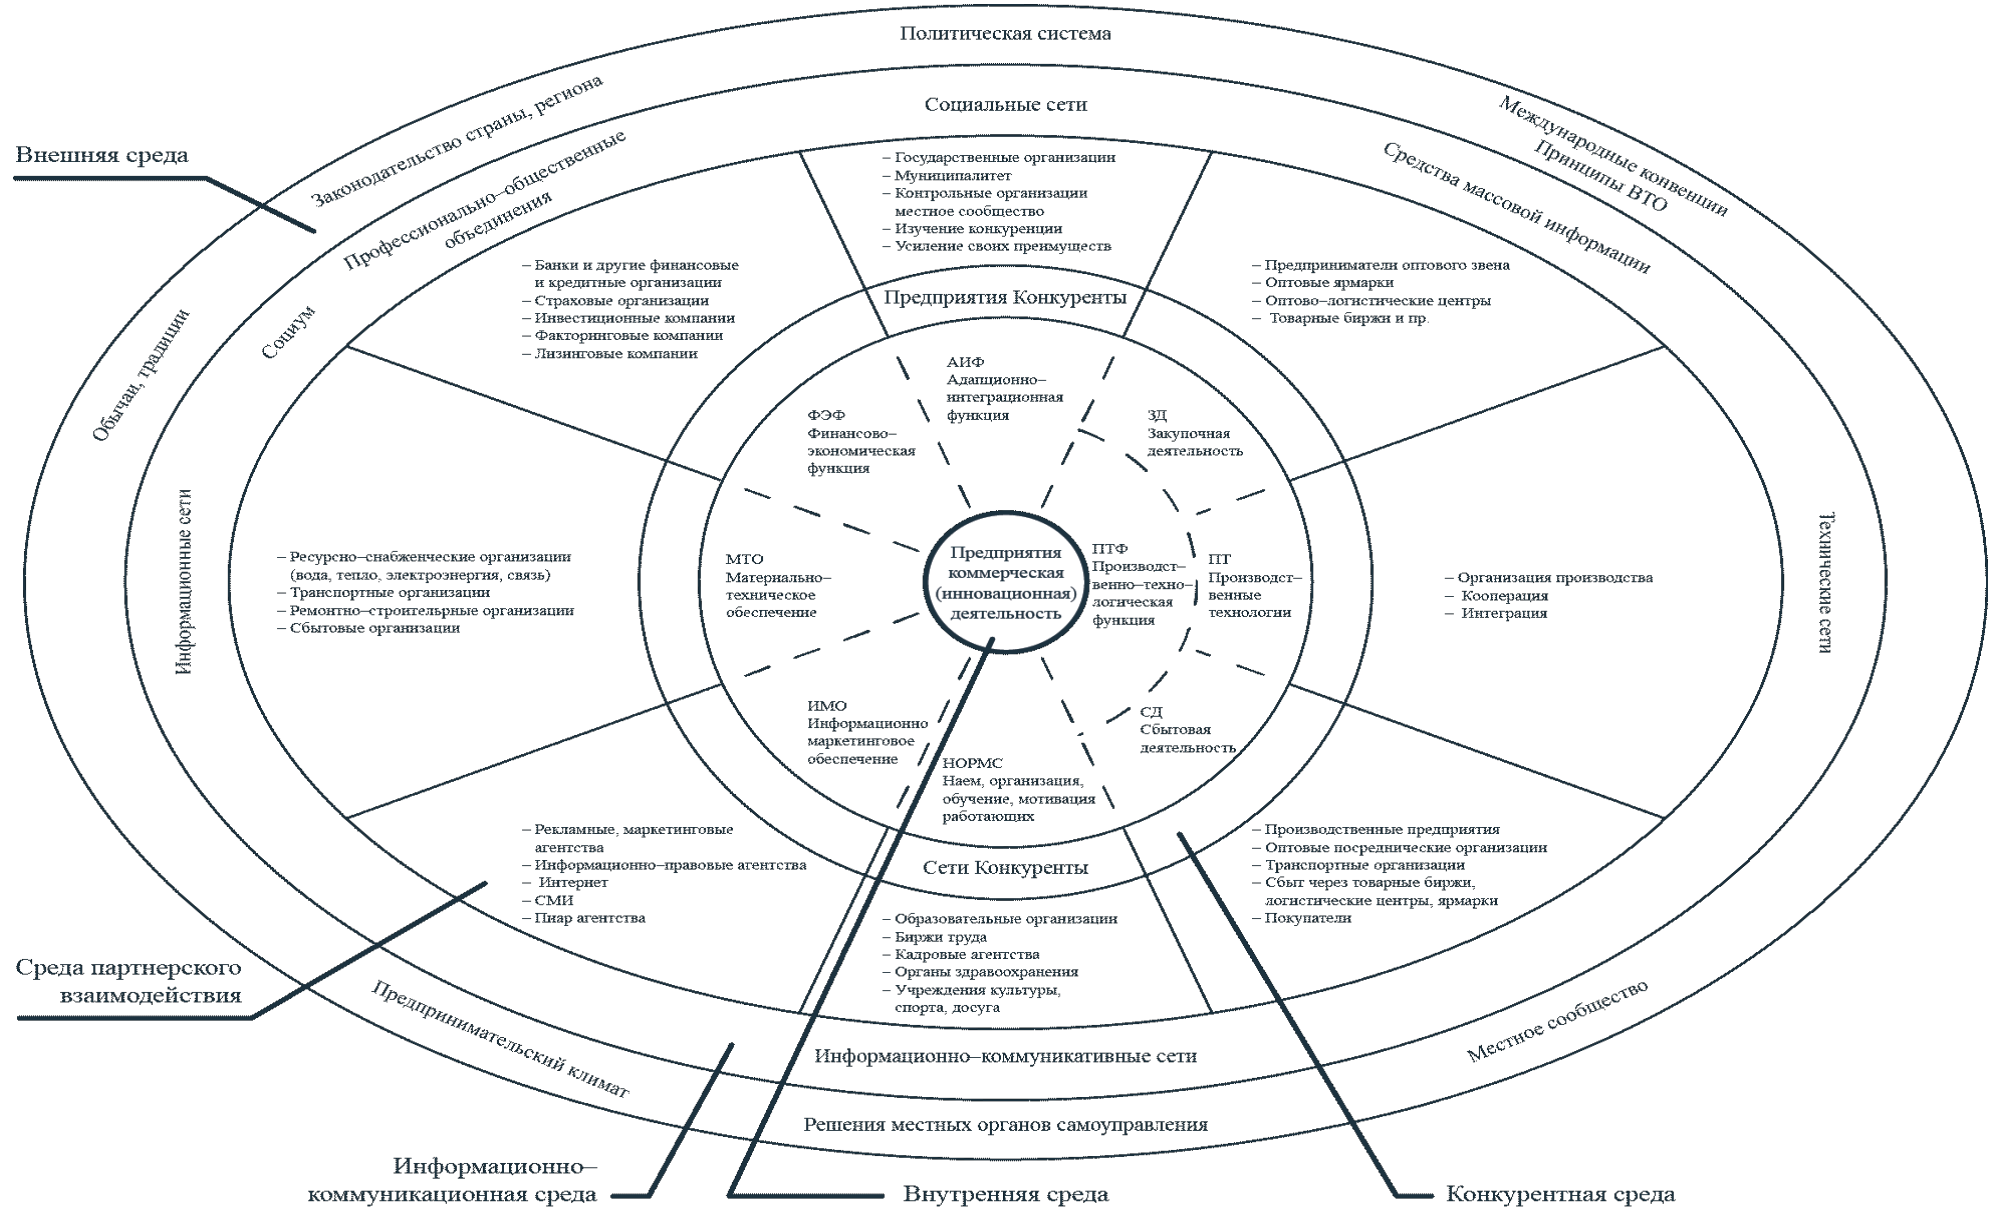 Политическая система
Законодательство страны, региона
Международные конвенции
Принципы ВТО
Обычаи, традиции
Предпринимательский климат
Решения местных органов самоуправления
Местное сообщество
Внешняя среда
Социальные сети
Профессионально–общественные
объединения
Средства массовой информации
Социум
Информационные сети
Технические сети
Информационно–коммуникативные сети
– Государственные организации
– Муниципалитет
– Контрольные организации
местное сообщество
– Изучение конкуренции
– Усиление своих преимуществ
– Банки и другие финансовые
и кредитные организации
– Страховые организации
– Инвестиционные компании
– Факторинговые компании
– Лизинговые компании
– Предприниматели оптового звена
– Оптовые ярмарки
– Оптово–логистические центры
– Товарные биржи и пр.
– Ресурсно–снабженческие организации
(вода, тепло, электроэнергия, связь)
– Транспортные организации
– Ремонтно–строительрные организации
– Сбытовые организации
– Организация производства
– Кооперация
– Интеграция
– Рекламные, маркетинговые
агентства
– Информационно–правовые агентства
– Интернет
– СМИ
– Пиар агентства
– Образовательные организации
– Биржи труда
– Кадровые агентства
– Органы здравоохранения
– Учреждения культуры,
спорта, досуга
– Производственные предприятия
– Оптовые посреднические организации
– Транспортные организации
– Сбыт через товарные биржи,
логистические центры, ярмарки
– Покупатели
Предприятия Конкуренты
Сети Конкуренты
АИФ
Адапционно–
интеграционная
функция
ФЭФ
Финансово–
экономическая
функция
ЗД
Закупочная
деятельность
МТО
Материально–
техническое
обеспечение
Предприятия
коммерческая
(инновационная)
деятельность
ПТФ
Производст–
венно–техно–
логическая
функция
ПТ
Производст–
венные
технологии
ИМО
Информационно
маркетинговое
обеспечение
НОРМС
Наем, организация,
обучение, мотивация
работающих
СД
Сбытовая
деятельность
Среда партнерского
взаимодействия
Информационно–
коммуникационная среда
Внутренняя среда
Конкурентная среда